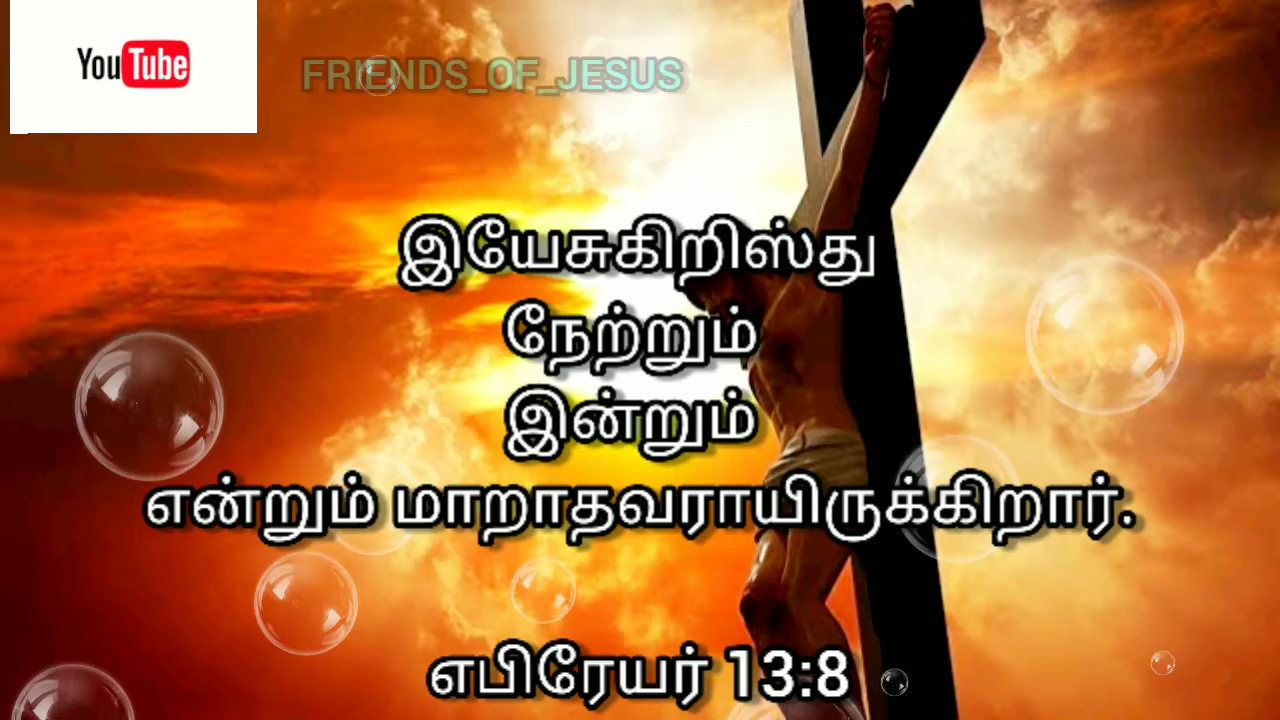 YouTube
FRIENDS_OF_JESUS
இயேசுகிறிஸ்து
நேற்றும்
இன்றும்
என்றும் மாறாதவராயிருக்கிறார்.
எபிரேயர் 13:8